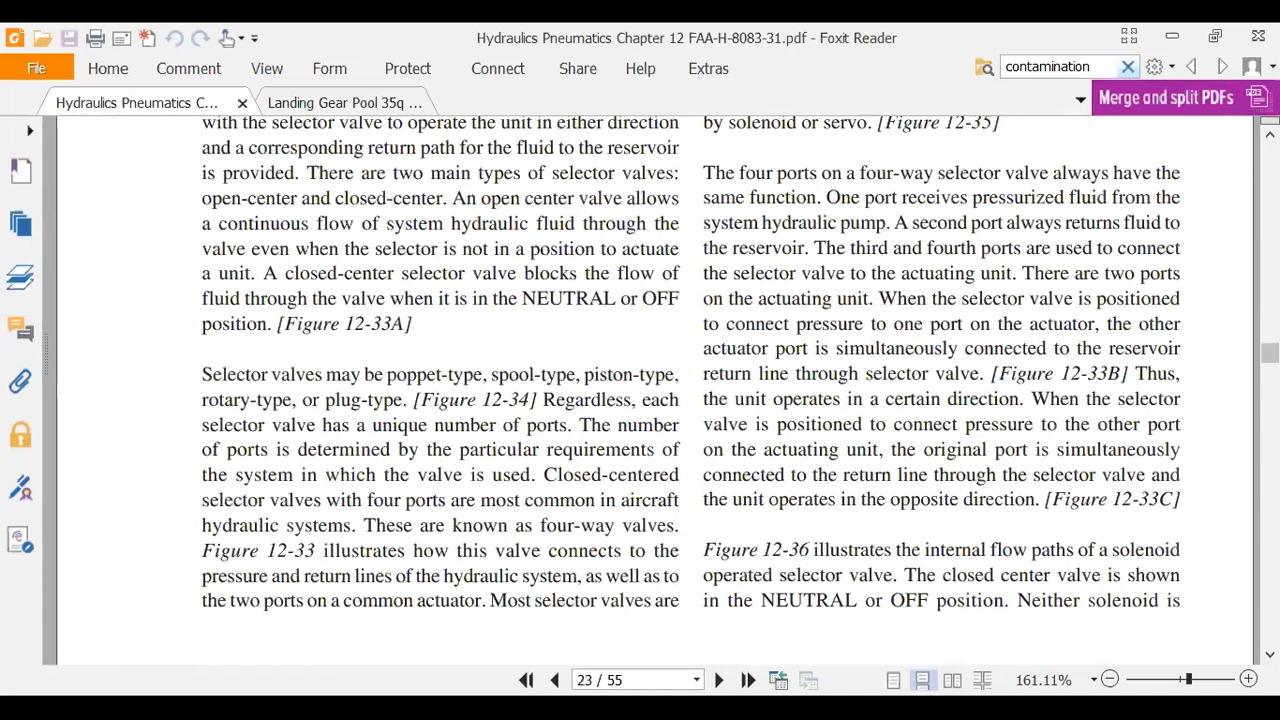 Hydraulics Pneumatics Chapter 12 FAA-H-8083-31.pdf - Foxit Reader
File Home Comment View Form Protect Connect Share Help Extras contamination
Hydraulics Pneumatics C... Landing Gear Pool 35q ... Merge and split PDFs
with the selector valve to operate the unit in either direction
and a corresponding return path for the fluid to the reservoir
is provided. There are two main types of selector valves:
open-center and closed-center. An open center valve allows
a continuous flow of system hydraulic fluid through the
valve even when the selector is not in a position to actuate
a unit. A closed-center selector valve blocks the flow of
fluid through the valve when it is in the NEUTRAL or OFF
position. [Figure 12-33A]
Selector valves may be poppet-type, spool-type, piston-type,
rotary-type, or plug-type. [Figure 12-34] Regardless, each
selector valve has a unique number of ports. The number
of ports is determined by the particular requirements of
the system in which the valve is used. Closed-centered
selector valves with four ports are most common in aircraft
hydraulic systems. These are known as four-way valves.
Figure 12-33 illustrates how this valve connects to the
pressure and return lines of the hydraulic system, as well as to
the two ports on a common actuator. Most selector valves are
by solenoid or servo. [Figure 12-35]
The four ports on a four-way selector valve always have the
same function. One port receives pressurized fluid from the
system hydraulic pump. A second port always returns fluid to
the reservoir. The third and fourth ports are used to connect
the selector valve to the actuating unit. There are two ports
on the actuating unit. When the selector valve is positioned
to connect pressure to one port on the actuator, the other
actuator port is simultaneously connected to the reservoir
return line through selector valve. [Figure 12-33B] Thus,
the unit operates in a certain direction. When the selector
valve is positioned to connect pressure to the other port
on the actuating unit, the original port is simultaneously
connected to the return line through the selector valve and
the unit operates in the opposite direction. [Figure 12-33C]
Figure 12-36 illustrates the internal flow paths of a solenoid
operated selector valve. The closed center valve is shown
in the NEUTRAL or OFF position. Neither solenoid is
23 / 55 161.11%